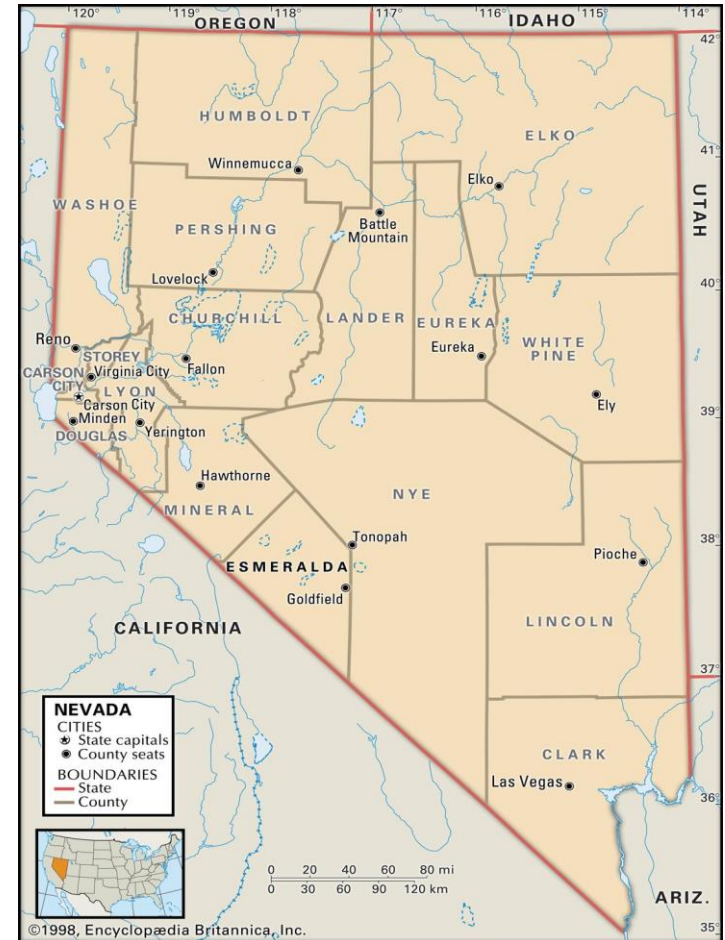 120° 119° 118° 117° 116° 115° 114°
OREGON IDAHO
42°
HUMBOLDT
ELKO
41°
Winnemucca
Elko
UTAH
WASHOE
Battle
Mountain
PERSHING
Lovelock
40°
CHURCHILL LANDER EUREKA WHITE
PINE
Reno
STOREY
Eureka
CARSON
CITY
Virginia City
Fallon
LYON
Ely
Carson City
39°
Minden
DOUGLAS
Yerington
Hawthorne
NYE
MINERAL
Tonopah
38°
Pioche
ESMERALDA
Goldfield
LINCOLN
CALIFORNIA
37°
NEVADA
CITIES
State capitals
County seats
BOUNDARIES
State
County
CLARK
Las Vegas
36°
0 20 40 60 80 mi
0 30 60 90 120 km
ARIZ.
©1998, Encyclopædia Britannica, Inc.
35°